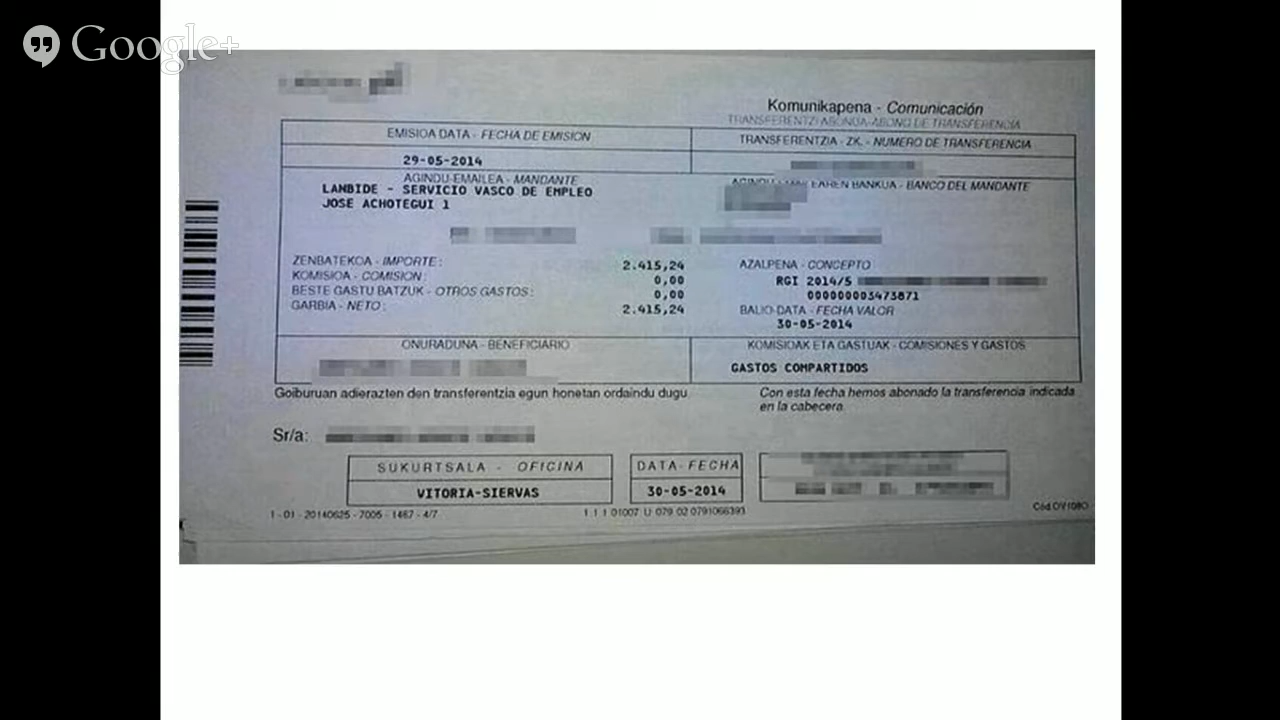 Google+
Komunikapena - Comunicación
TRANSFERENTZI ABONUA-ABONO DE TRANSFERENCIA
EMISIOA DATA - FECHA DE EMISION
TRANSFERENTZIA - ZK. - NUMERO DE TRANSFERENCIA
29-05-2014
AGINDU-EMAILEA - MANDANTE
BANKUA - BANCO DEL MANDANTE
LANBIDE - SERVICIO VASCO DE EMPLEO
JOSE ACHOTEGUI 1
ZENBATEKOA - IMPORTE: 2.415,24
AZALPENA - CONCEPTO
KOMISIOA - COMISION: 0,00
RGI 2014/5
BESTE GASTU BATZUK - OTROS GASTOS: 0,00
000000003473871
GARBIA - NETO: 2.415,24
BALIO-DATA - FECHA VALOR
30-05-2014
ONURADUNA - BENEFICIARIO
KOMISIOAK ETA GASTUAK - COMISIONES Y GASTOS
GASTOS COMPARTIDOS
Goiburuan adierazten den transferentzia egun honetan ordaindu dugu
Con esta fecha hemos abonado la transferencia indicada
en la cabecera
Sr/a:
SUKURTSALA - OFICINA
DATA-FECHA
VITORIA-SIERVAS
30-05-2014
1 - 01 - 20140625 - 7005 - 1467 - 4/7
1 1 1 01007 U 079 02 0791066393